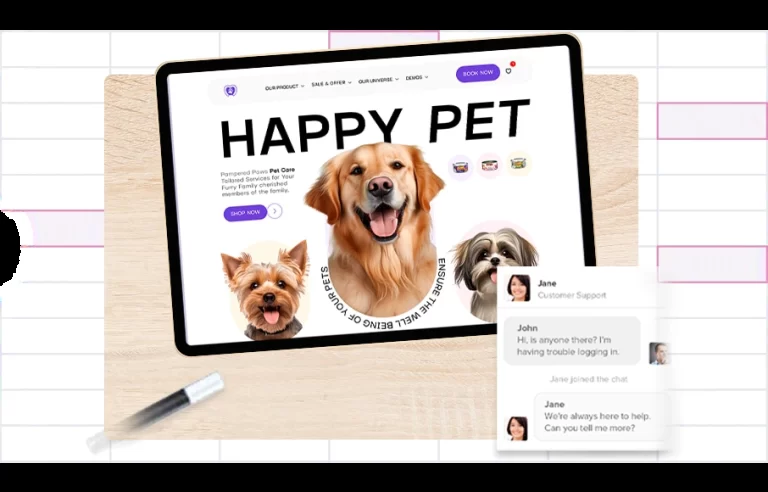 OUR PRODUCT
SALE & OFFER
OUR UNIVERSE
DEMOS
BOOK NOW
HAPPY PET
Pampered Paws Pet Care
Tailored Services for Your
Furry Family cherished
members of the family.
SHOP NOW
ENSURE THE WELL BEING OF YOUR PETS
Jane
Customer Support
John
Hi, is anyone there? I'm
having trouble logging in.
Jane joined the chat
Jane
We're always here to help.
Can you tell me more?